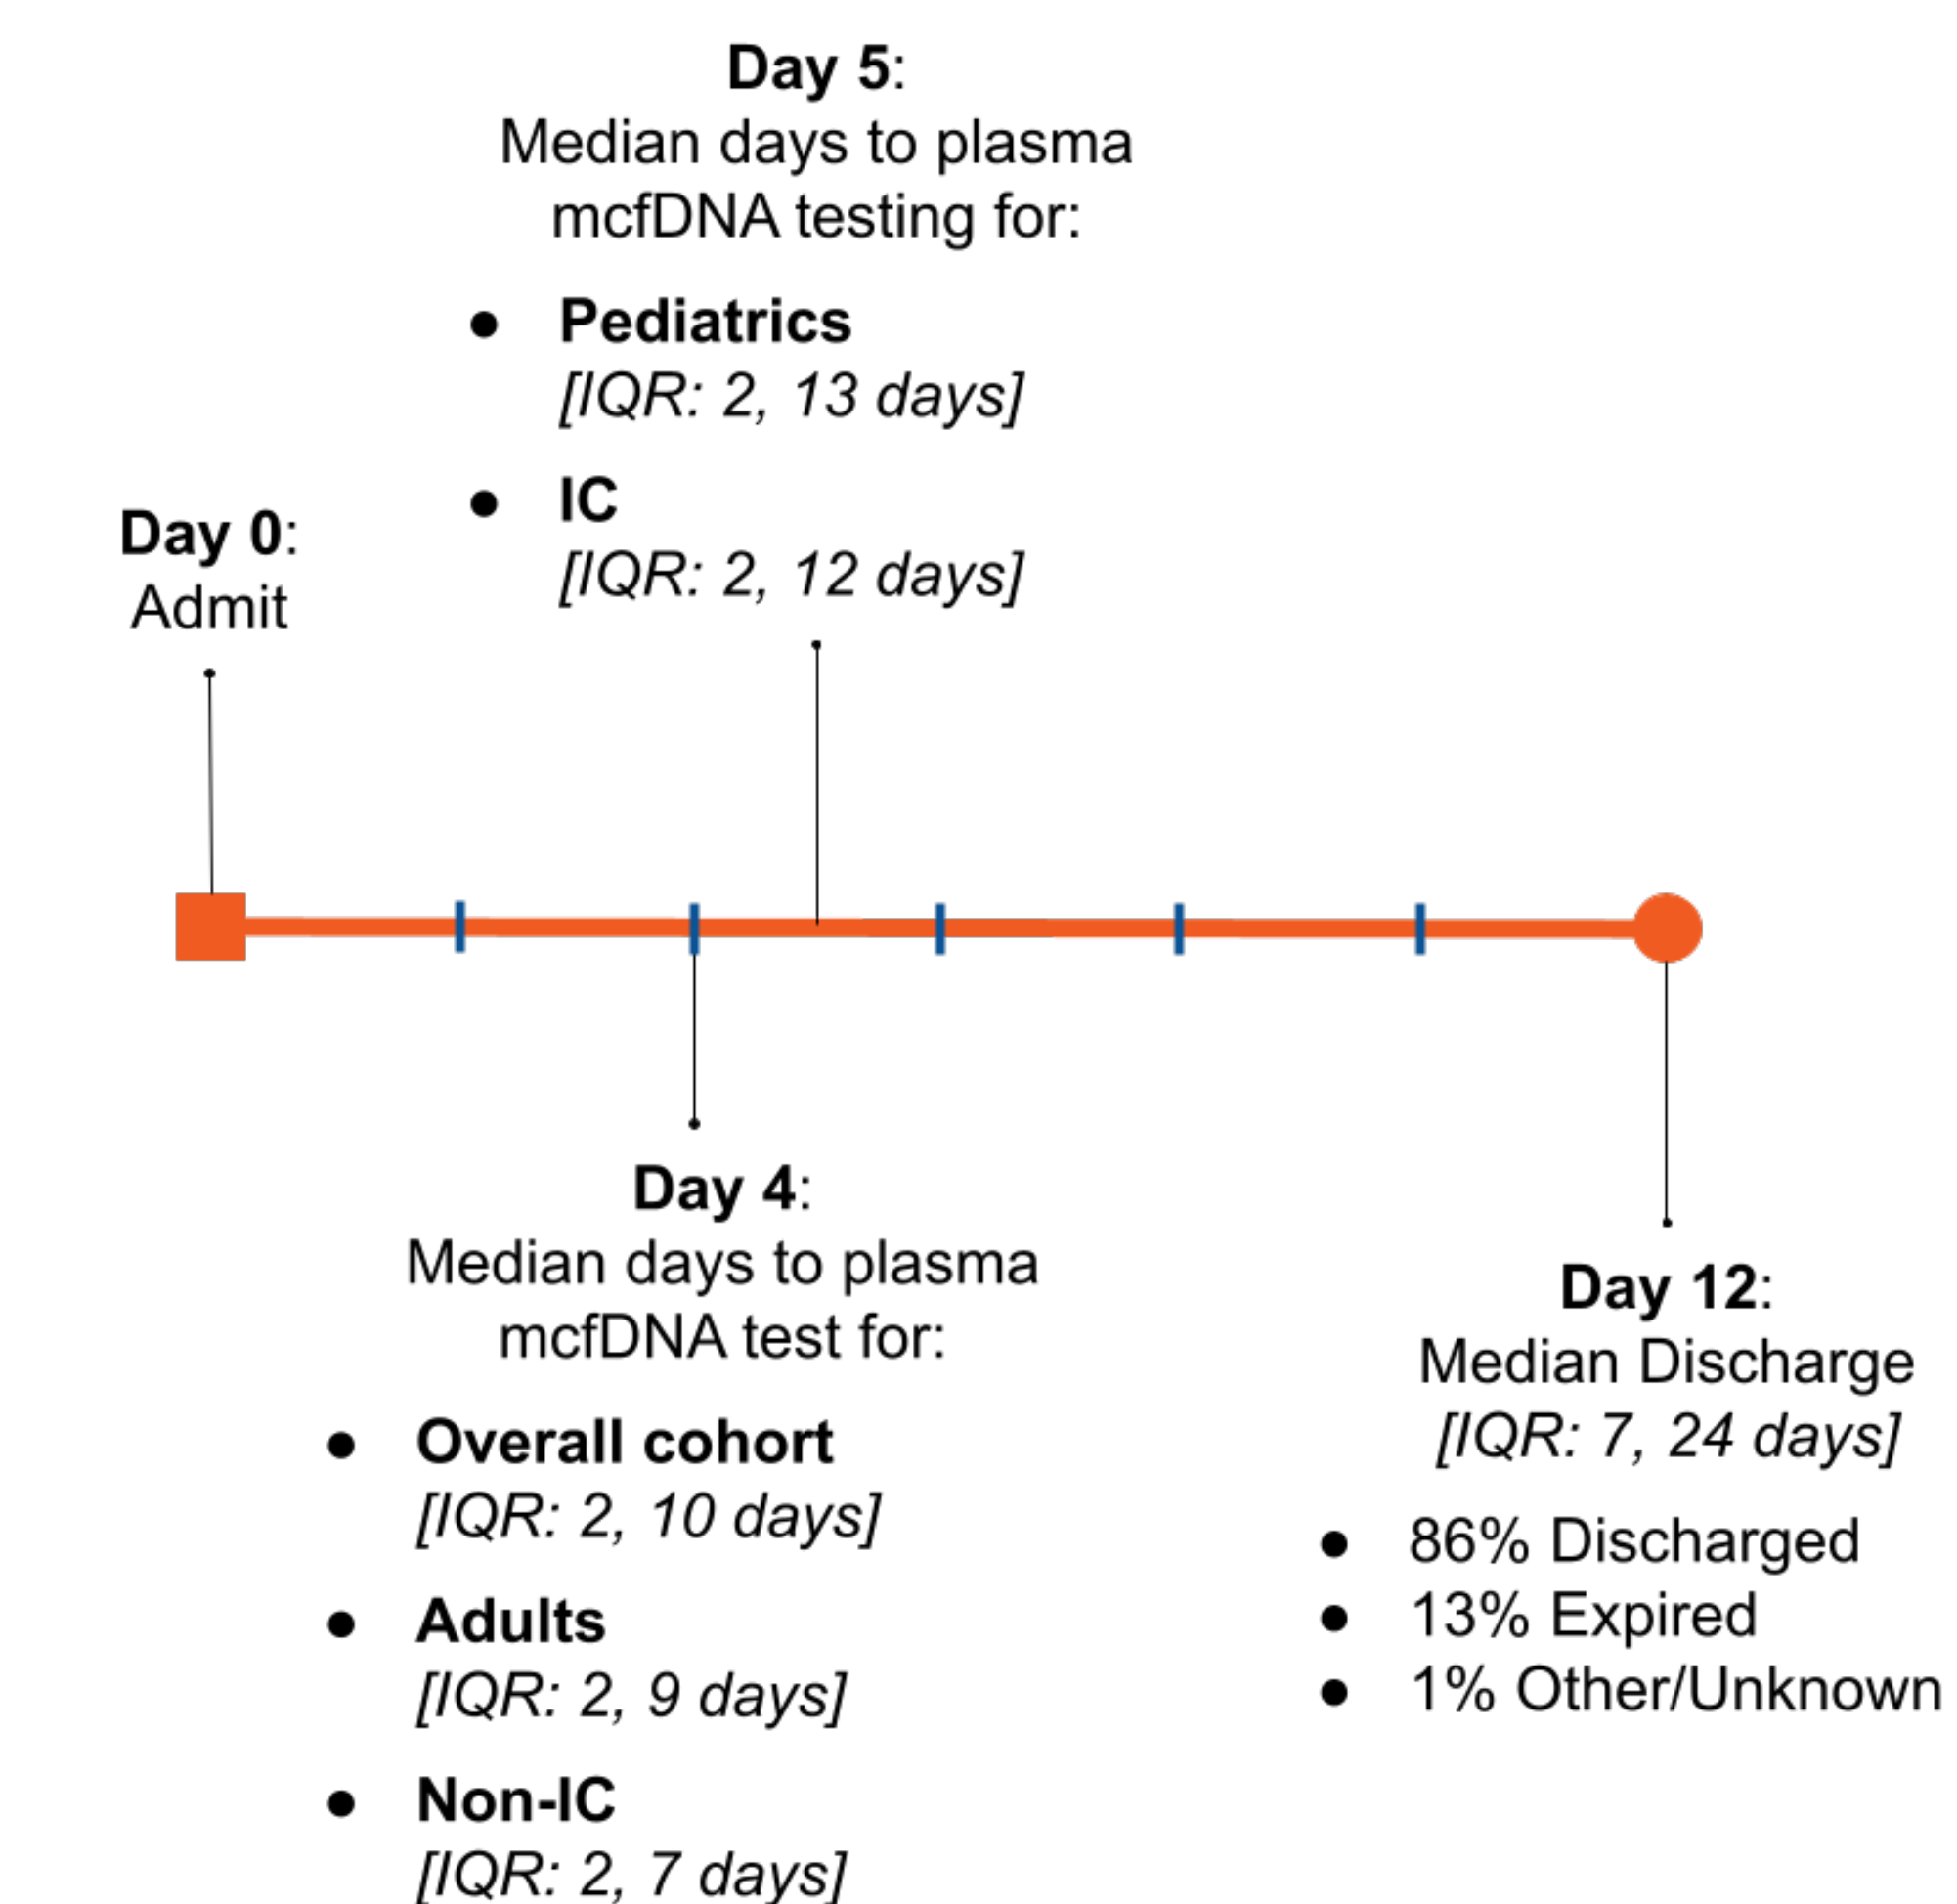 Day 5:
Median days to plasma
mcfDNA testing for:
● Pediatrics
[IQR: 2, 13 days]
● IC
[IQR: 2, 12 days]
Day 0:
Admit
Day 4:
Median days to plasma
mcfDNA test for:
● Overall cohort
[IQR: 2, 10 days]
● Adults
[IQR: 2, 9 days]
● Non-IC
[IQR: 2, 7 days]
Day 12:
Median Discharge
[IQR: 7, 24 days]
● 86% Discharged
● 13% Expired
● 1% Other/Unknown